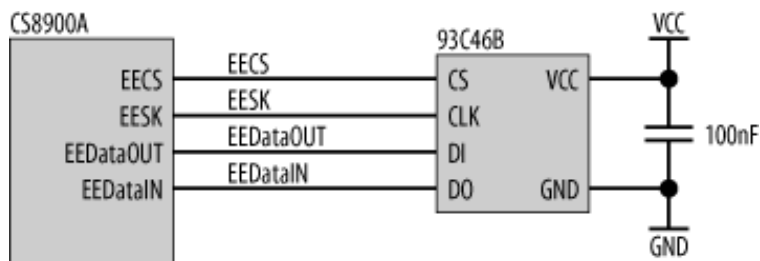 CS8900A
93C46B
VCC
EECS
EECS
CS
VCC
EESK
EESK
CLK
EEDataOUT
EEDataOUT
DI
100nF
EEDataIN
EEDataIN
DO
GND
GND